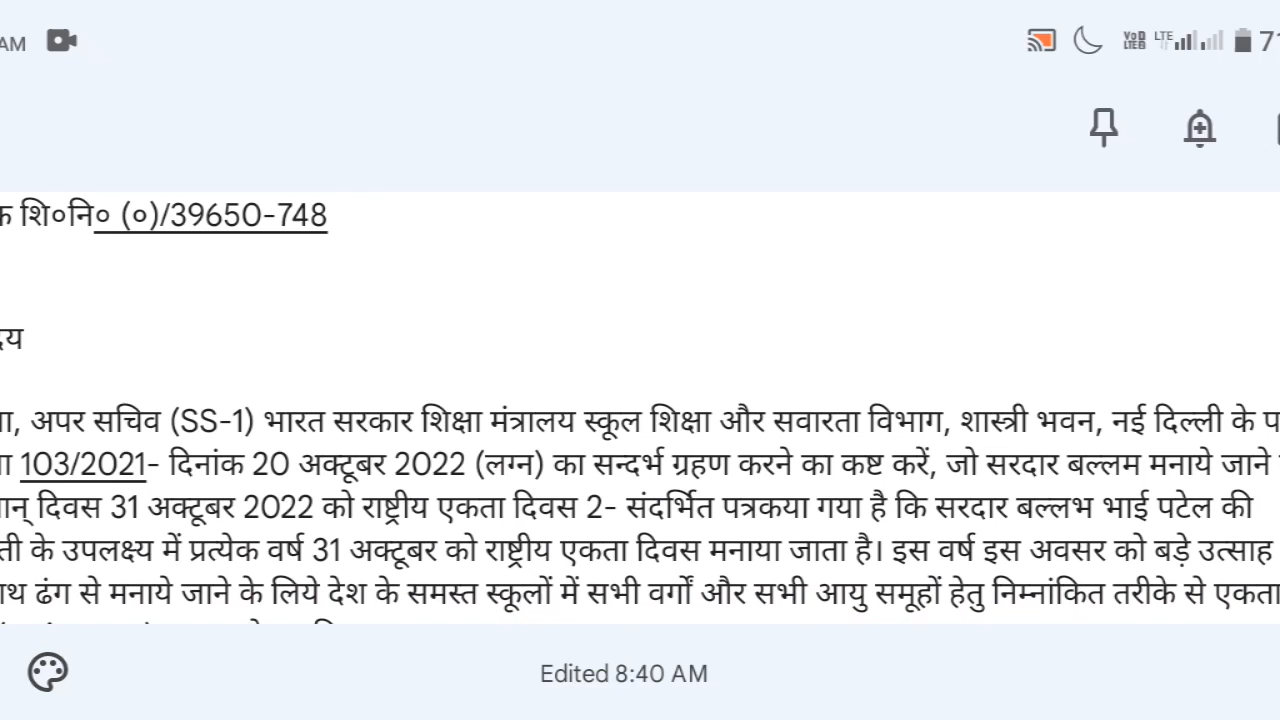 AM VoD LTEB LTE 71
शि०नि० (०)/39650-748
अपर सचिव (SS-1) भारत सरकार शिक्षा मंत्रालय स्कूल शिक्षा और सवारता विभाग, शास्त्री भवन, नई दिल्ली के
103/2021- दिनांक 20 अक्टूबर 2022 (लग्न) का सन्दर्भ ग्रहण करने का कष्ट करें, जो सरदार बल्लम मनाये जाने
दिवस 31 अक्टूबर 2022 को राष्ट्रीय एकता दिवस 2- संदर्भित पत्रकया गया है कि सरदार बल्लभ भाई पटेल की
के उपलक्ष्य में प्रत्येक वर्ष 31 अक्टूबर को राष्ट्रीय एकता दिवस मनाया जाता है। इस वर्ष इस अवसर को बड़े उत्साह
ढंग से मनाये जाने के लिये देश के समस्त स्कूलों में सभी वर्गों और सभी आयु समूहों हेतु निम्नांकित तरीके से एकता
Edited 8:40 AM